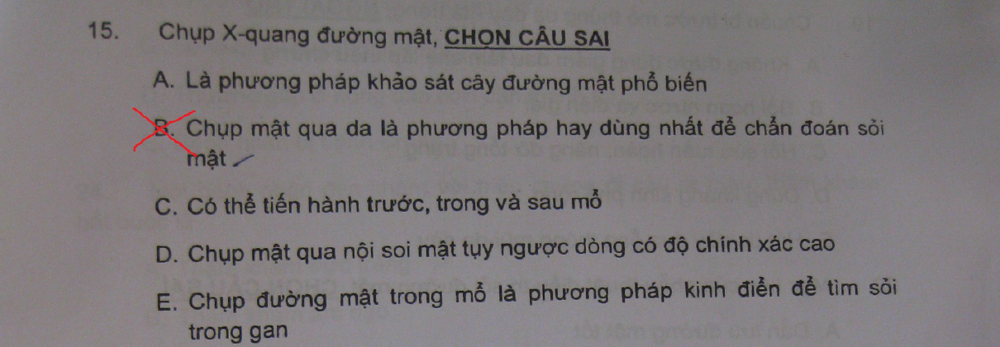 15. Chụp X-quang đường mật, CHỌN CÂU SAI
A. Là phương pháp khảo sát cây đường mật phổ biến
B. Chụp mật qua da là phương pháp hay dùng nhất để chẩn đoán sỏi
mật
C. Có thể tiến hành trước, trong và sau mổ
D. Chụp mật qua nội soi mật tụy ngược dòng có độ chính xác cao
E. Chụp đường mật trong mổ là phương pháp kinh điển để tìm sỏi
trong gan